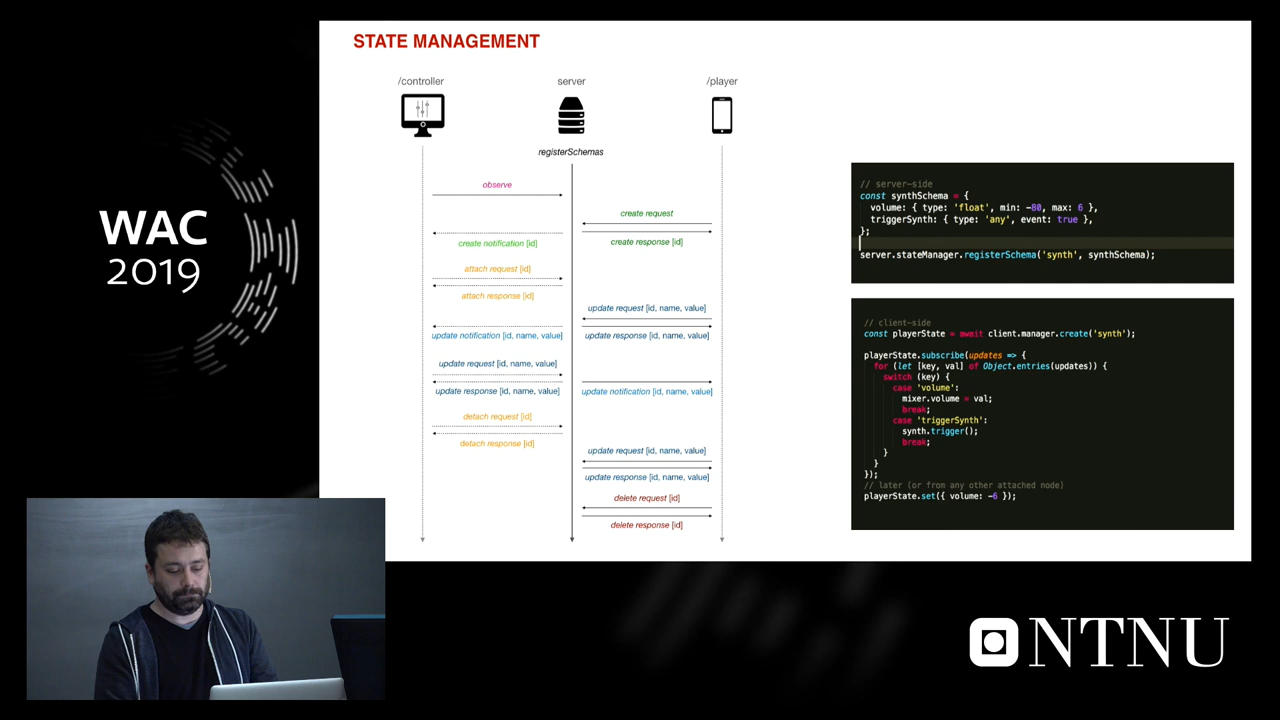 WAC
2019
STATE MANAGEMENT
/controller
server
/player
registerSchemas
observe
create request
create notification [id]
create response [id]
attach request [id]
attach response [id]
update request [id, name, value]
update notification [id, name, value]
update response [id, name, value]
update request [id, name, value]
update response [id, name, value]
update notification [id, name, value]
detach request [id]
detach response [id]
update request [id, name, value]
update response [id, name, value]
delete request [id]
delete response [id]
// server-side
const synthSchema = {
  volume: { type: 'float', min: -80, max: 6 },
  triggerSynth: { type: 'any', event: true },
};
server.stateManager.registerSchema('synth', synthSchema);
// client-side
const playerState = await client.manager.create('synth');
playerState.subscribe(updates => {
  for (let [key, val] of Object.entries(updates)) {
    switch (key) {
      case 'volume':
        mixer.volume = val;
        break;
      case 'triggerSynth':
        synth.trigger();
        break;
    }
  }
});
// later (or from any other attached node)
playerState.set({ volume: -6 });
NTNU